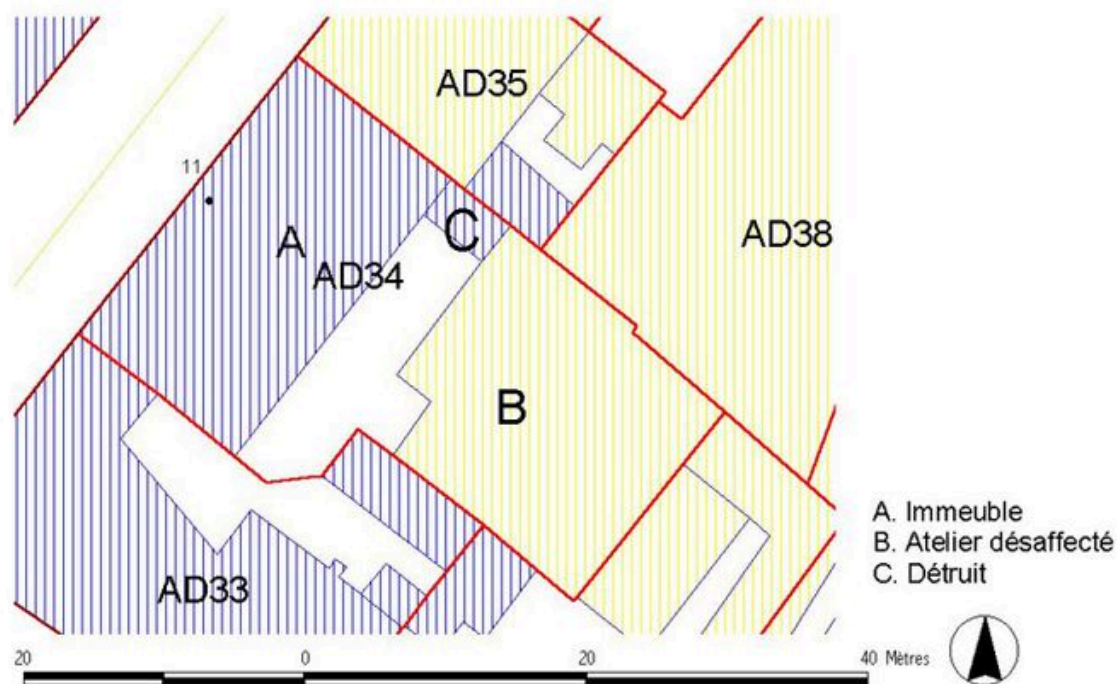 AD35
11
A
C
AD38
AD34
B
A. Immeuble
B. Atelier désaffecté
C. Détruit
AD33
20 0 20 40 Mètres